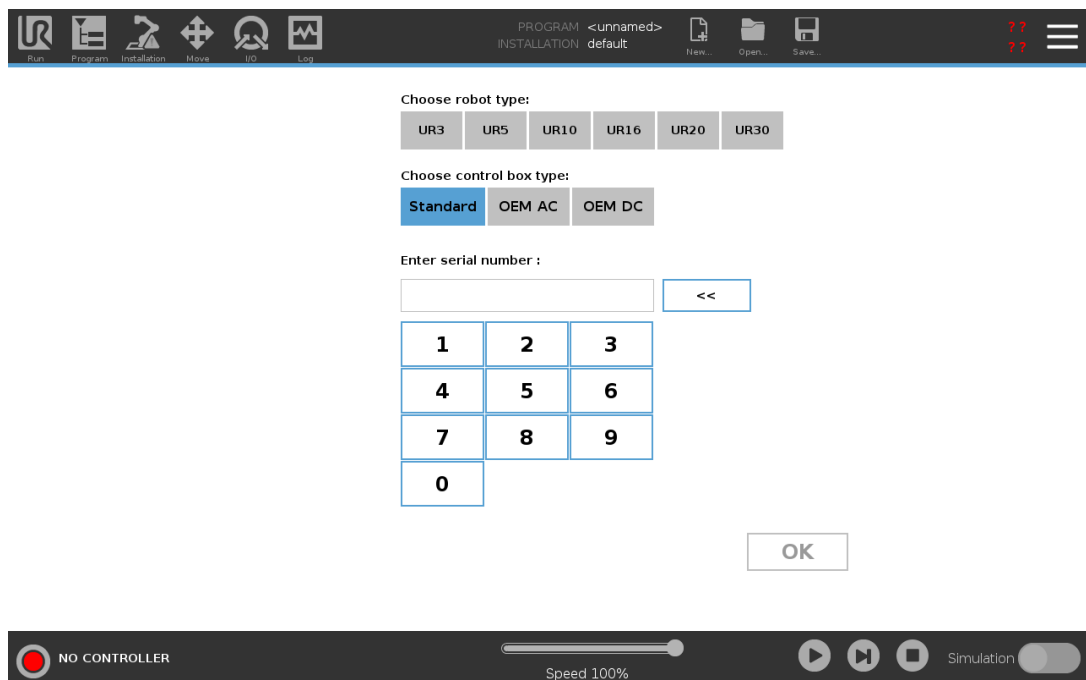 PROGRAM <unnamed>
INSTALLATION default
Run Program Installation Move I/O Log New... Open... Save...
? ?
? ?
Choose robot type:
UR3 UR5 UR10 UR16 UR20 UR30
Choose control box type:
Standard OEM AC OEM DC
Enter serial number :
<<
1 2 3
4 5 6
7 8 9
0
OK
NO CONTROLLER
Speed 100%
Simulation